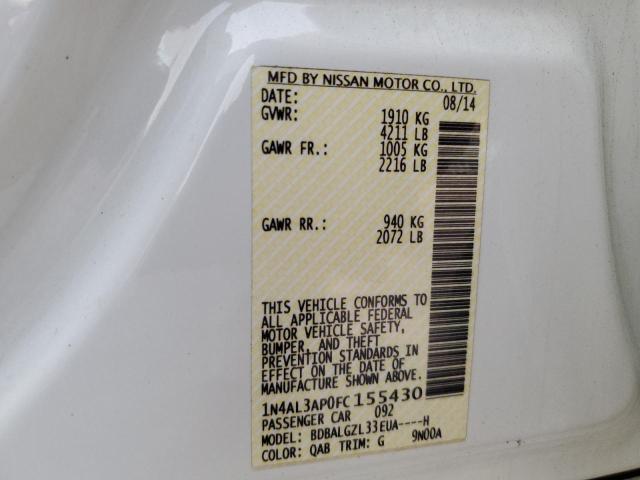 MFD BY NISSAN MOTOR CO., LTD.
DATE: 08/14
GVWR: 1910 KG
4211 LB
GAWR FR.: 1005 KG
2216 LB
GAWR RR.: 940 KG
2072 LB
THIS VEHICLE CONFORMS TO
ALL APPLICABLE FEDERAL
MOTOR VEHICLE SAFETY,
BUMPER, AND THEFT
PREVENTION STANDARDS IN
EFFECT ON THE DATE OF
MANUFACTURE SHOWN ABOVE.
1N4AL3AP0FC155430
PASSENGER CAR 092
MODEL: BDBALGZL33EUA----H
COLOR: QAB TRIM: G 9N00A